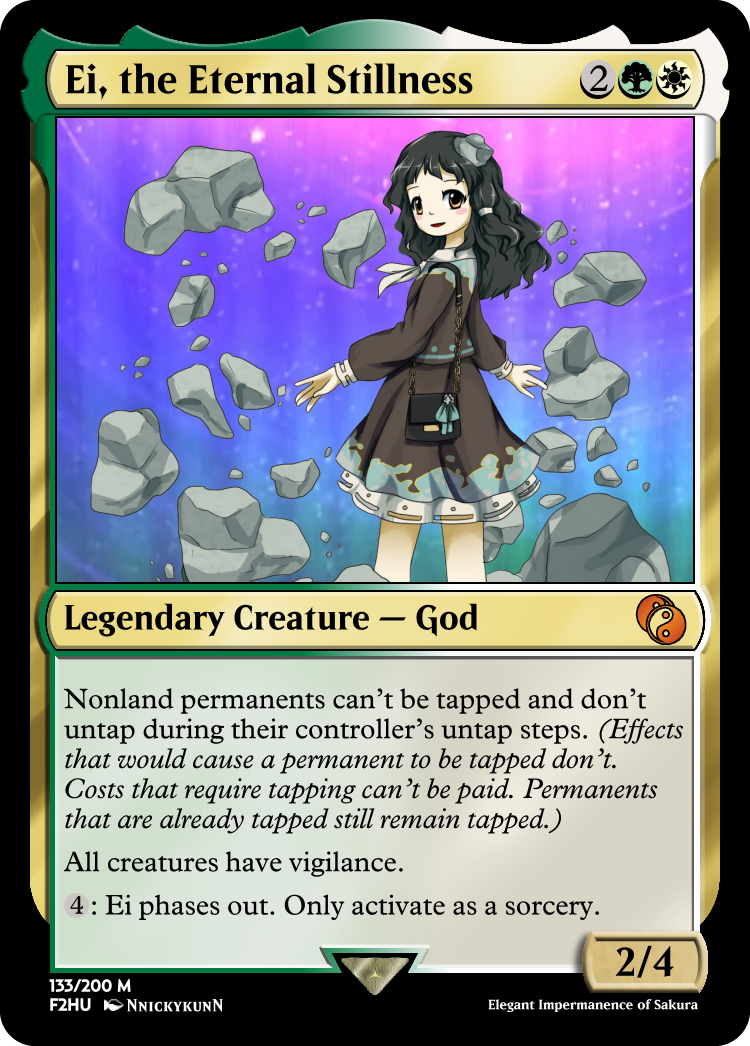 Ei, the Eternal Stillness 2
Legendary Creature — God
Nonland permanents can't be tapped and don't
untap during their controller's untap steps. (Effects
that would cause a permanent to be tapped don't.
Costs that require tapping can't be paid. Permanents
that are already tapped still remain tapped.)
All creatures have vigilance.
4: Ei phases out. Only activate as a sorcery.
2/4
133/200 M
F2HU NNICKYKUNN
Elegant Impermanence of Sakura